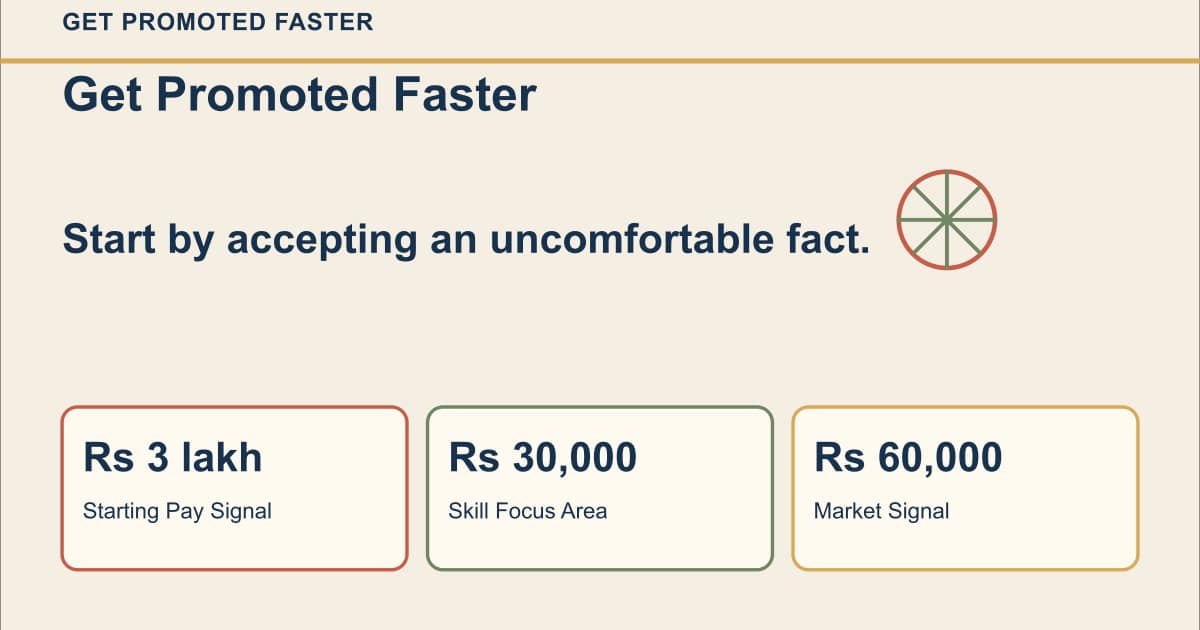 GET PROMOTED FASTER
Get Promoted Faster
Start by accepting an uncomfortable fact.
Rs 3 lakh
Starting Pay Signal
Rs 30,000
Skill Focus Area
Rs 60,000
Market Signal